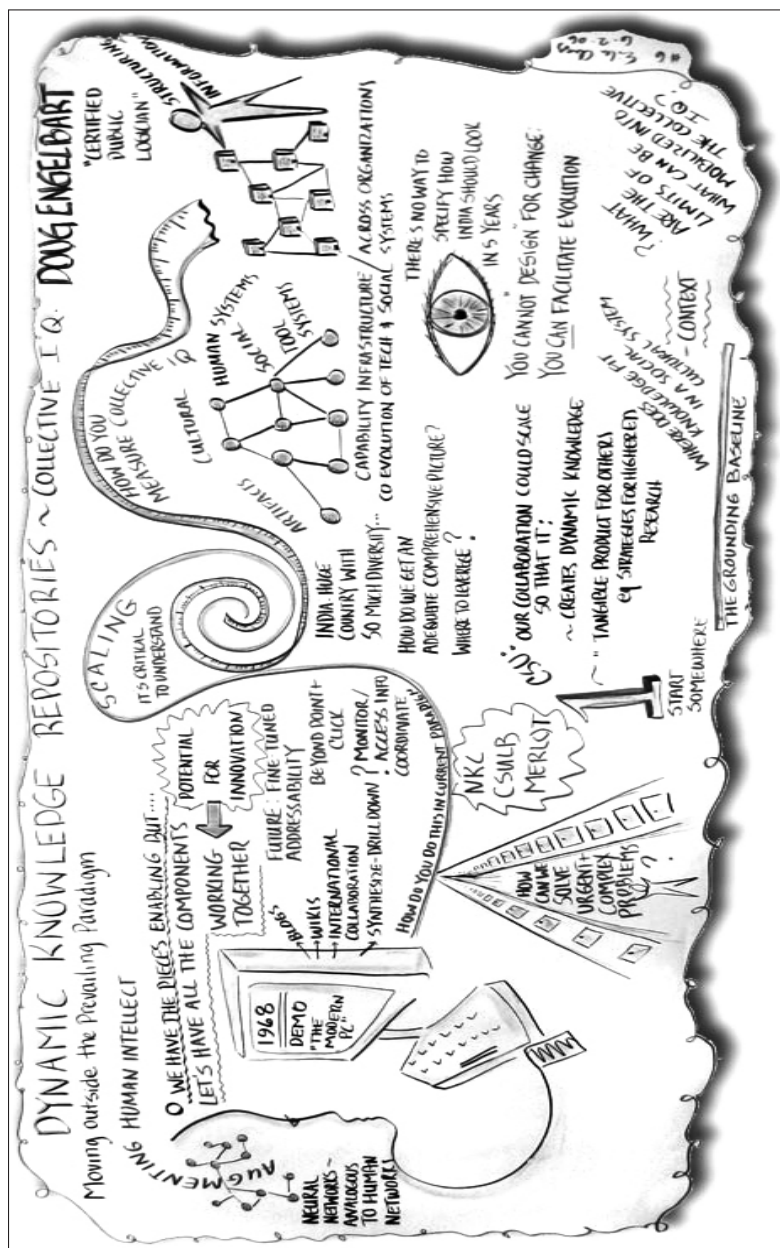 DYNAMIC KNOWLEDGE REPOSITORIES ~ COLLECTIVE I.Q. DOUG ENGELBART
Moving outside the Prevailing Paradigm
"CERTIFIED
PUBLIC
LOGICIAN"
STRUCTURING
INFORMATION
AUGMENTING HUMAN INTELLECT
AUGMENTING
NEURAL
NETWORKS ~
ANALOGOUS
TO HUMAN
NETWORKS
O WE HAVE THE PIECES ENABLING BUT....
LET'S HAVE ALL THE COMPONENTS
WORKING
TOGETHER
POTENTIAL
FOR
INNOVATION
1968
DEMO
"THE
MODERN
PC"
BLOGS
WIKIS
INTERNATIONAL
COLLABORATION
SYNTHESIZE-DRILL DOWN
FUTURE: FINE-TUNED
ADDRESSABILITY
BEYOND POINT+
CLICK
? MONITOR/
ACCESS INFO
COORDINATE
HOW DO YOU DO THIS IN CURRENT PARADIGM
HOW
CAN WE
SOLVE
URGENT+
COMPLEX
PROBLEMS
?
SCALING
IT'S CRITICAL
TO UNDERSTAND
HOW DO YOU
MEASURE COLLECTIVE IQ
ARTIFACTS
CULTURAL
HUMAN SYSTEMS
SOCIAL
TOOL
SYSTEMS
CAPABILITY INFRASTRUCTURE ACROSS ORGANIZATIONS
CO EVOLUTION OF TECH & SOCIAL SYSTEMS
INDIA: HUGE
COUNTRY WITH
SO MUCH DIVERSITY...
HOW DO WE GET AN
ADEQUATE COMPREHENSIVE PICTURE?
WHERE TO LEVERAGE?
THERE'S NO WAY TO
SPECIFY HOW
INDIA SHOULD LOOK
IN 5 YEARS
YOU CANNOT "DESIGN" FOR CHANGE:
YOU CAN FACILITATE EVOLUTION
NKC
CSULB
MERLOT
CSU: OUR COLLABORATION COULD SCALE
SO THAT IT:
~ CREATES DYNAMIC KNOWLEDGE
~ "TANGIBLE PRODUCT FOR OTHERS
eg STRATEGIES FOR HIGHER ED
RESEARCH
START
SOMEWHERE
WHERE DOES
KNOWLEDGE FIT
IN A SOCIAL
CULTURAL SYSTEM
- CONTEXT
THE GROUNDING BASELINE
? WHAT
ARE THE
LIMITS OF
WHAT CAN BE
MOBILIZED INTO
THE COLLECTIVE
IQ?
#6
6-2-06